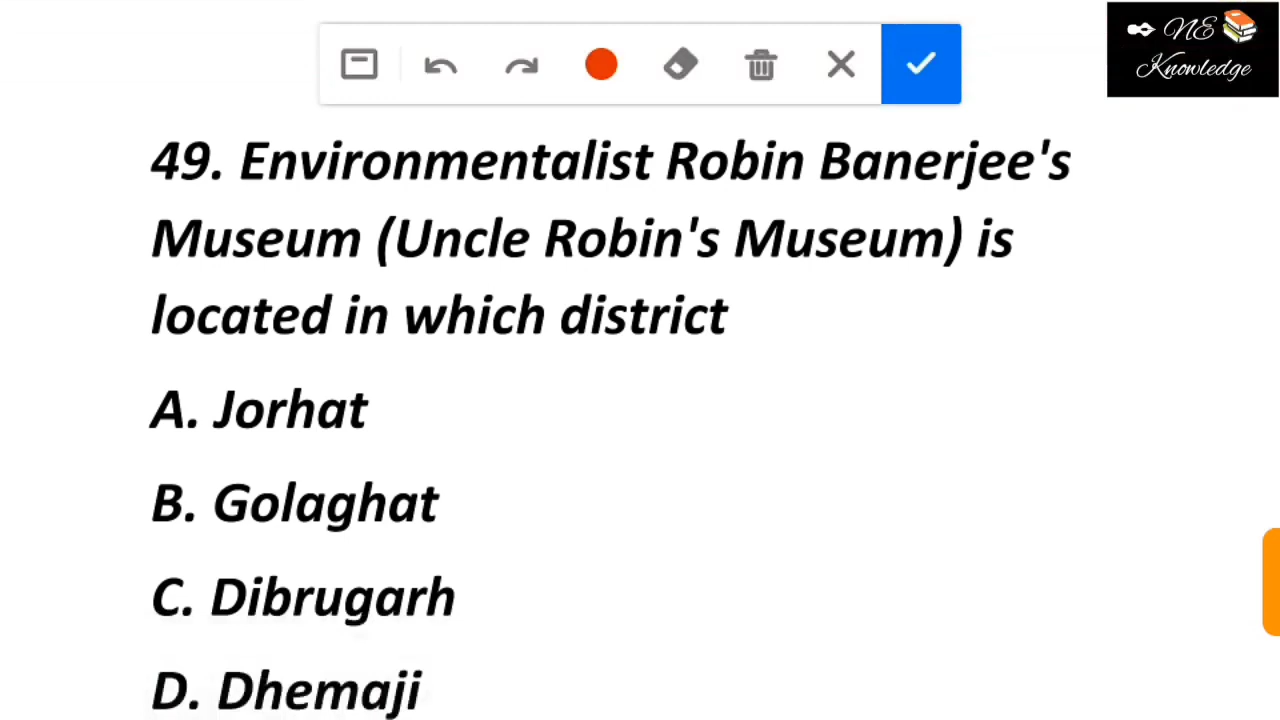 NE
Knowledge
49. Environmentalist Robin Banerjee's
Museum (Uncle Robin's Museum) is
located in which district
A. Jorhat
B. Golaghat
C. Dibrugarh
D. Dhemaji